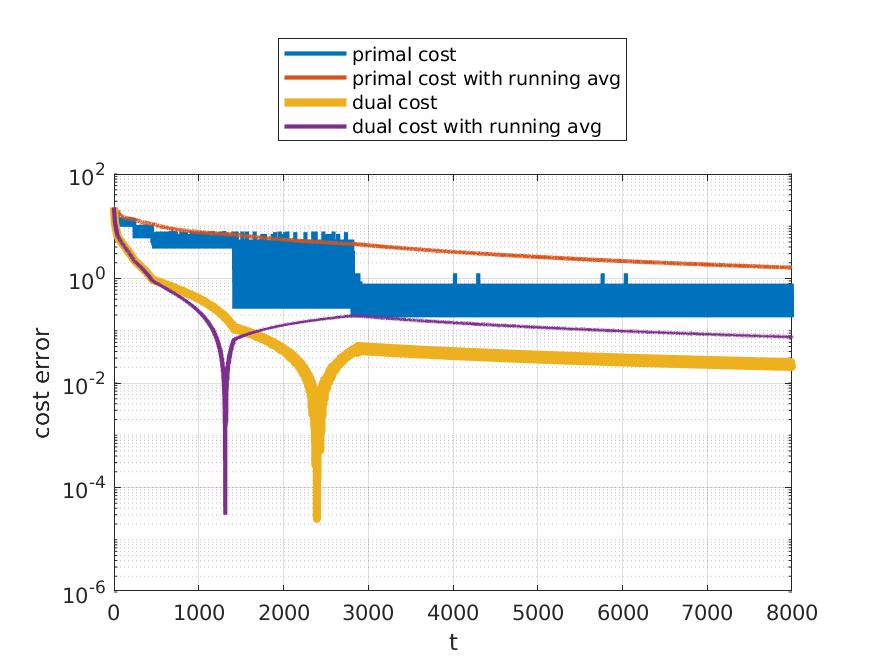 primal cost
primal cost with running avg
dual cost
dual cost with running avg
10^2
10^0
10^-2
10^-4
10^-6
cost error
0 1000 2000 3000 4000 5000 6000 7000 8000
t